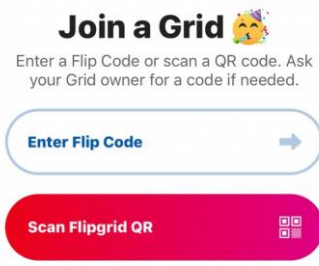 Join a Grid 🥳
Enter a Flip Code or scan a QR code. Ask
your Grid owner for a code if needed.
Enter Flip Code
Scan Flipgrid QR